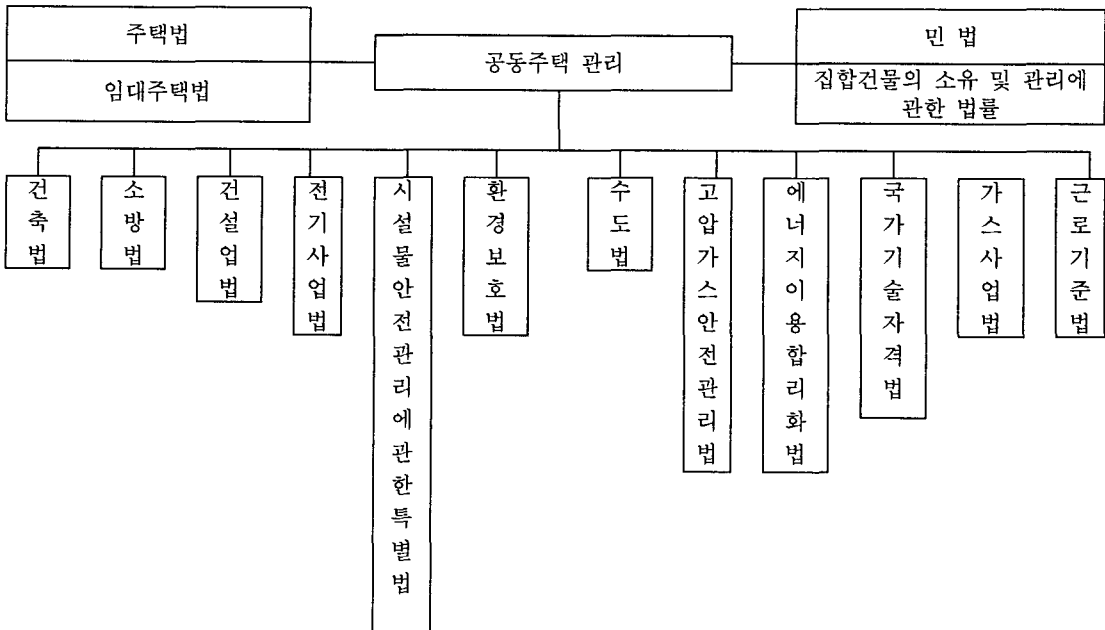 주택법
임대주택법
공동주택 관리
민 법
집합건물의 소유 및 관리에
관한 법률
건축법
소방법
건설업법
전기사업법
시설물안전관리에관한특별법
환경보호법
수도법
고압가스안전관리법
에너지이용합리화법
국가기술자격법
가스사업법
근로기준법